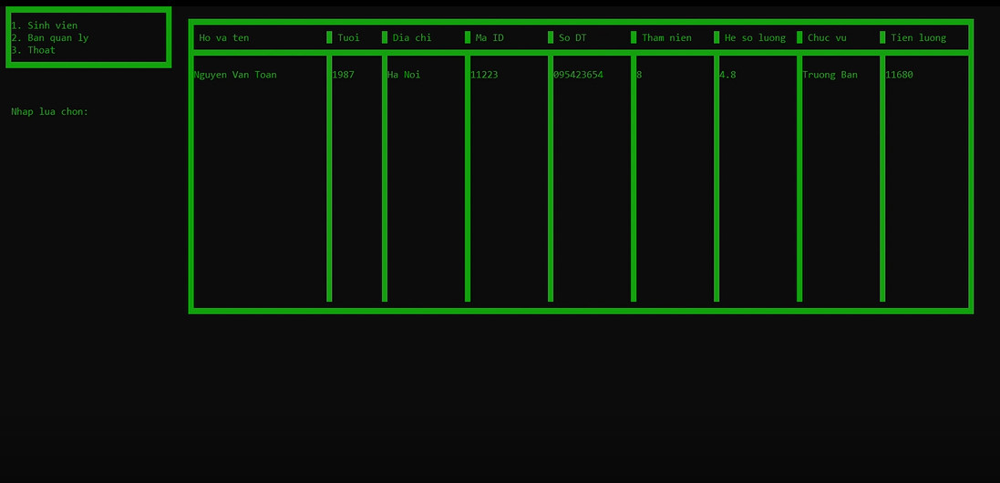 1. Sinh vien
2. Ban quan ly
3. Thoat
Nhap lua chon:
Ho va ten Tuoi Dia chi Ma ID So DT Tham nien He so luong Chuc vu Tien luong
Nguyen Van Toan 1987 Ha Noi 11223 095423654 8 4.8 Truong Ban 11680